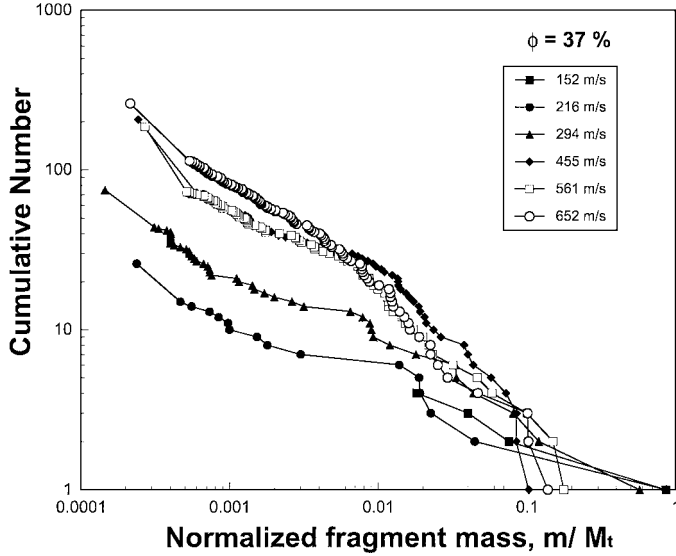 1000
100
10
1
Cumulative Number
ϕ = 37 %
152 m/s
216 m/s
294 m/s
455 m/s
561 m/s
652 m/s
0.0001
0.001
0.01
0.1
1
Normalized fragment mass, m/ Mt